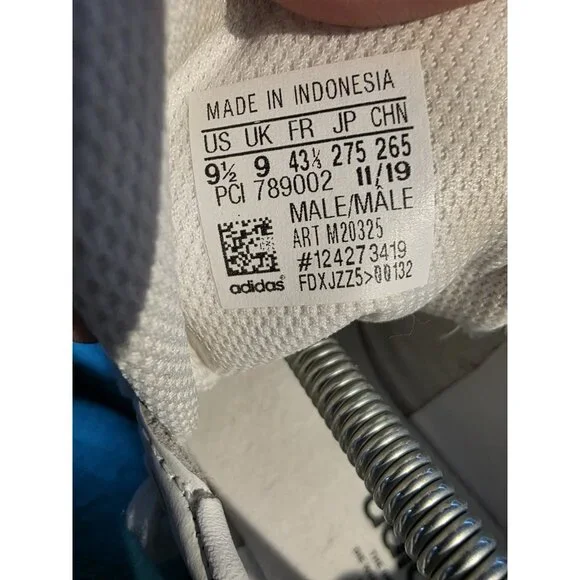 MADE IN INDONESIA
US UK FR JP CHN
9½ 9 43⅓ 275 265
PCI 789002 11/19
MALE/MÂLE
ART M20325
#124273419
FDXJZZ5>00132
adidas®